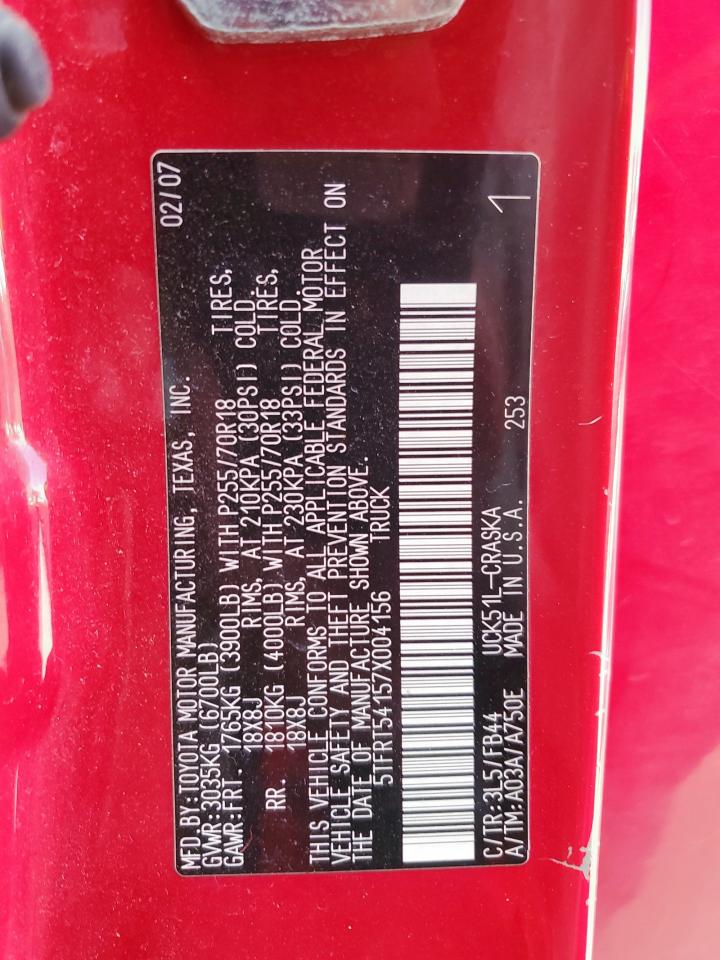 MFD.BY:TOYOTA MOTOR MANUFACTURING, TEXAS, INC. 02/07
GVWR:3035KG (6700LB)
GAWR:FRT. 1765KG (3900LB) WITH P255/70R18 TIRES,
18X8J RIMS, AT 210KPA (30PSI) COLD
RR. 1810KG (4000LB) WITH P255/70R18 TIRES,
18X8J RIMS, AT 230KPA (33PSI) COLD
THIS VEHICLE CONFORMS TO ALL APPLICABLE FEDERAL MOTOR
VEHICLE SAFETY AND THEFT PREVENTION STANDARDS IN EFFECT ON
THE DATE OF MANUFACTURE SHOWN ABOVE.
5TFRT54157X004156 TRUCK
C/TR:3L5/FB44 UCK51L-CRASKA 253
A/TM:A03A/A750E MADE IN U.S.A. 1